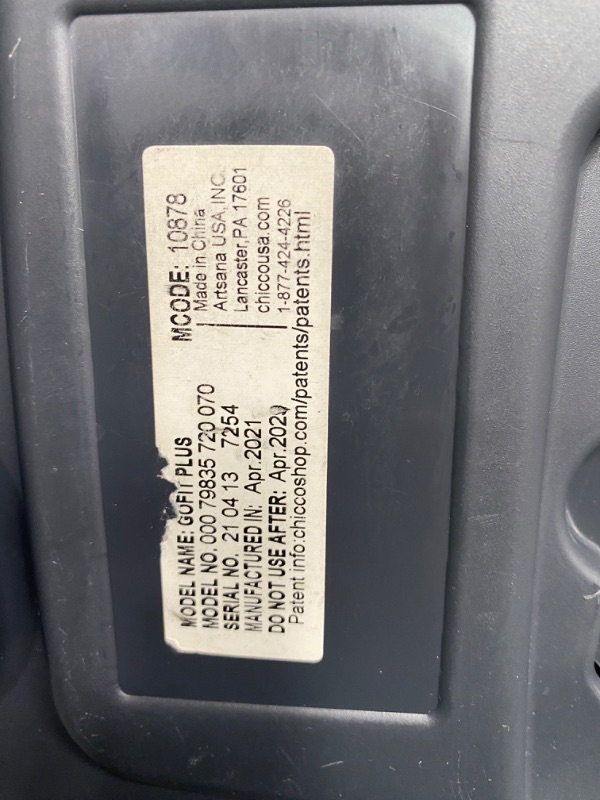 MODEL NAME: GOFIT PLUS
MODEL NO. 000 79835 720 070
SERIAL NO. 21 04 13 7254
MANUFACTURED IN: Apr.2021
DO NOT USE AFTER: Apr.2029
Patent info:chiccoshop.com/patents/patents.html
MCODE: 10878
Made in China
Artsana USA,INC.
Lancaster,PA 17601
chiccousa.com
1-877-424-4226